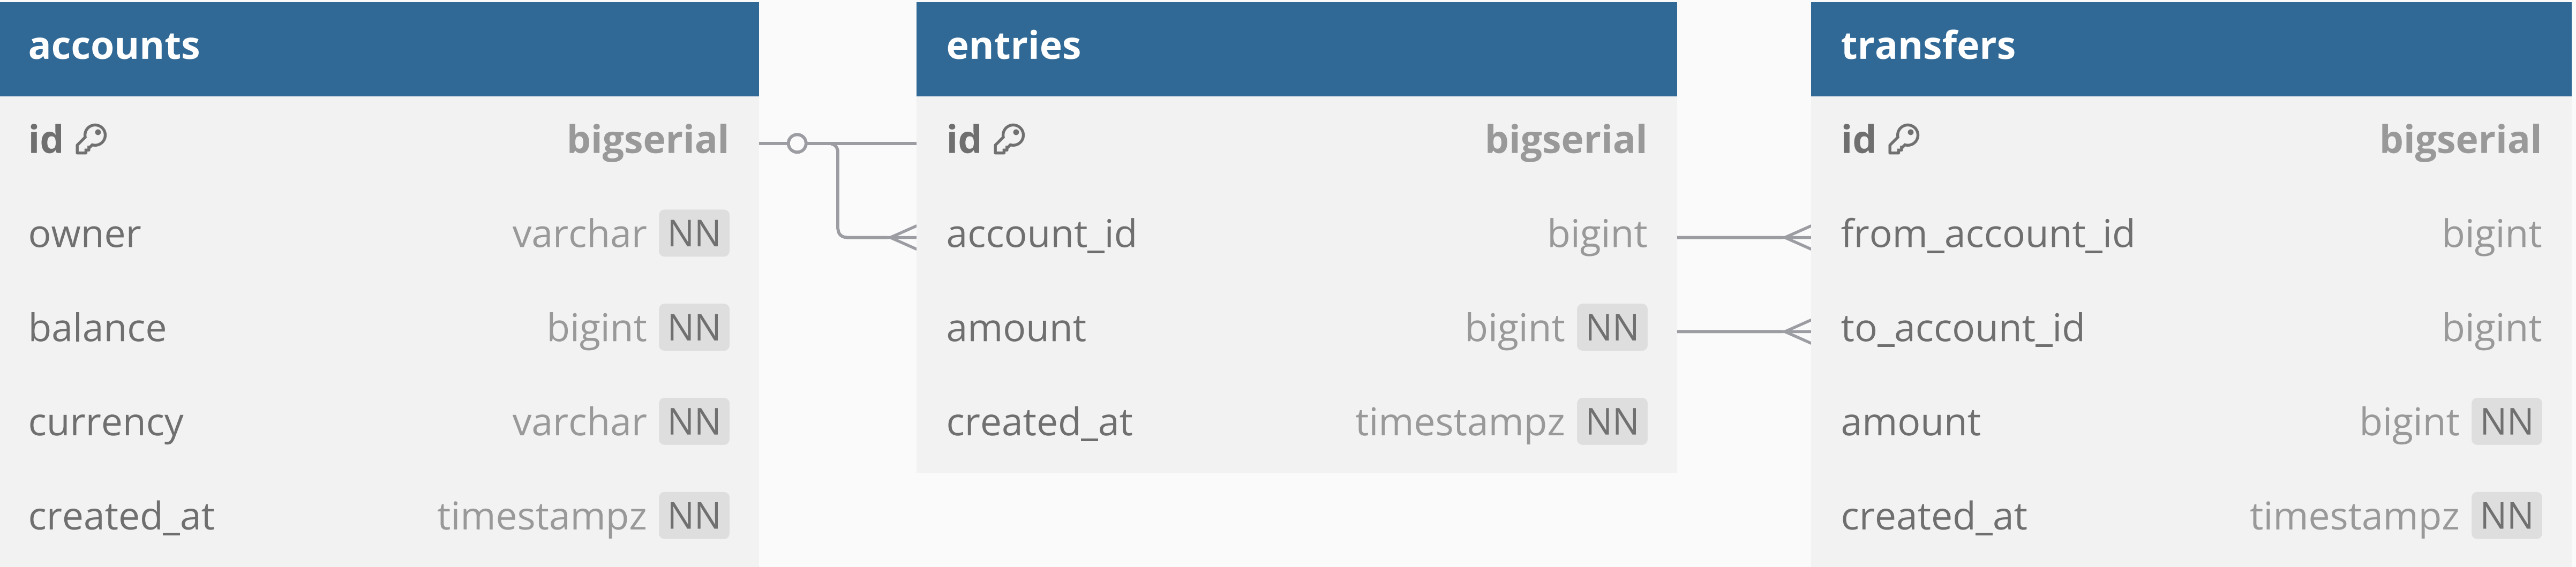 accounts
id bigserial
owner varchar NN
balance bigint NN
currency varchar NN
created_at timestampz NN
entries
id bigserial
account_id bigint
amount bigint NN
created_at timestampz NN
transfers
id bigserial
from_account_id bigint
to_account_id bigint
amount bigint NN
created_at timestampz NN